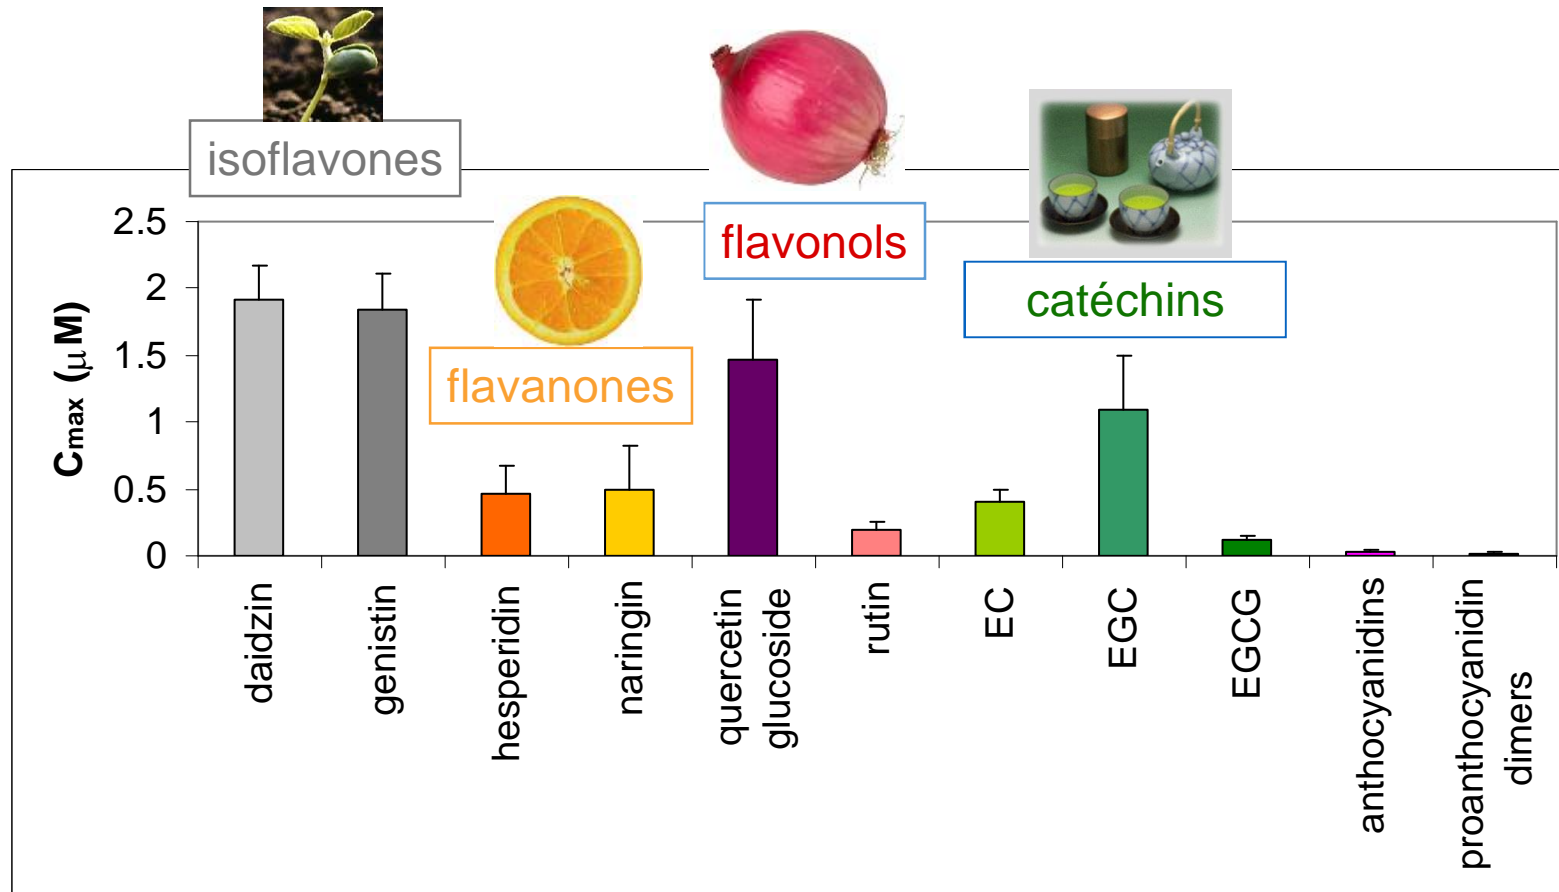 isoflavones
flavonols
catéchins
flavanones
Cmax (µM)
2.5
2
1.5
1
0.5
0
daidzin
genistin
hesperidin
naringin
quercetin
glucoside
rutin
EC
EGC
EGCG
anthocyanidins
proanthocyanidin
dimers